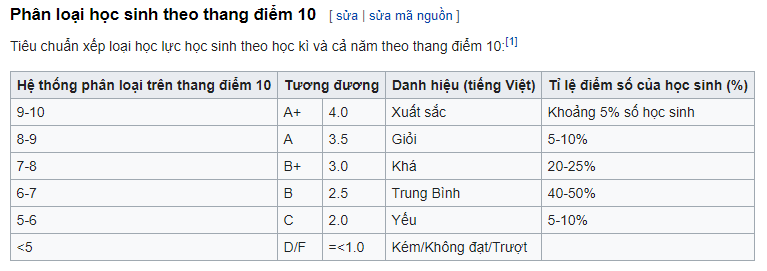 Phân loại học sinh theo thang điểm 10 [ sửa | sửa mã nguồn ]
Tiêu chuẩn xếp loại học lực học sinh theo học kì và cả năm theo thang điểm 10:[1]
Hệ thống phân loại trên thang điểm 10 Tương đương Danh hiệu (tiếng Việt) Tỉ lệ điểm số của học sinh (%)
9-10 A+ 4.0 Xuất sắc Khoảng 5% số học sinh
8-9 A 3.5 Giỏi 5-10%
7-8 B+ 3.0 Khá 20-25%
6-7 B 2.5 Trung Bình 40-50%
5-6 C 2.0 Yếu 5-10%
<5 D/F =<1.0 Kém/Không đạt/Trượt